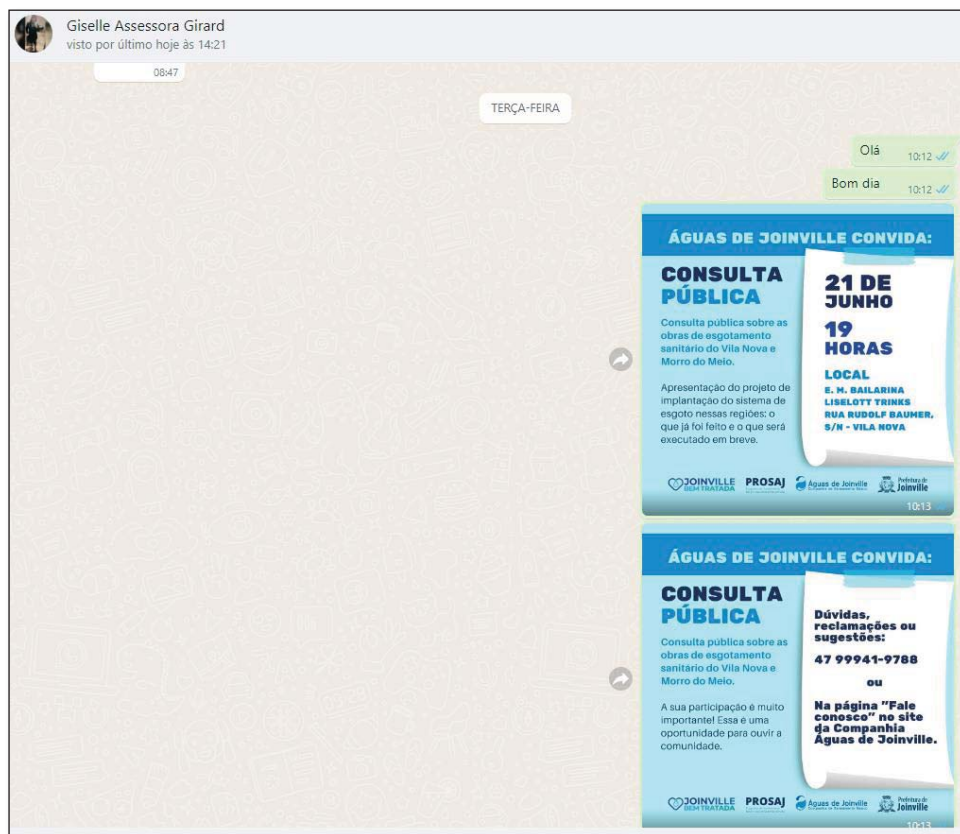 Giselle Assessora Girard
visto por último hoje às 14:21
08:47
TERÇA-FEIRA
Olá 10:12
Bom dia 10:12
ÁGUAS DE JOINVILLE CONVIDA:
CONSULTA
PÚBLICA
Consulta pública sobre as
obras de esgotamento
sanitário do Vila Nova e
Morro do Meio.
Apresentação do projeto de
implantação do sistema de
esgoto nessas regiões: o
que já foi feito e o que será
executado em breve.
21 DE
JUNHO
19
HORAS
LOCAL
E. M. BAILARINA
LISELOTT TRINKS
RUA RUDOLF BAUMER,
S/N - VILA NOVA
JOINVILLE
BEM TRATADA
PROSAJ
Águas de Joinville
Prefeitura de
Joinville
10:13
ÁGUAS DE JOINVILLE CONVIDA:
CONSULTA
PÚBLICA
Consulta pública sobre as
obras de esgotamento
sanitário do Vila Nova e
Morro do Meio.
A sua participação é muito
importante! Essa é uma
oportunidade para ouvir a
comunidade.
Dúvidas,
reclamações ou
sugestões:
47 99941-9788
ou
Na página "Fale
conosco" no site
da Companhia
Águas de Joinville.
JOINVILLE
BEM TRATADA
PROSAJ
Águas de Joinville
Prefeitura de
Joinville
10:13